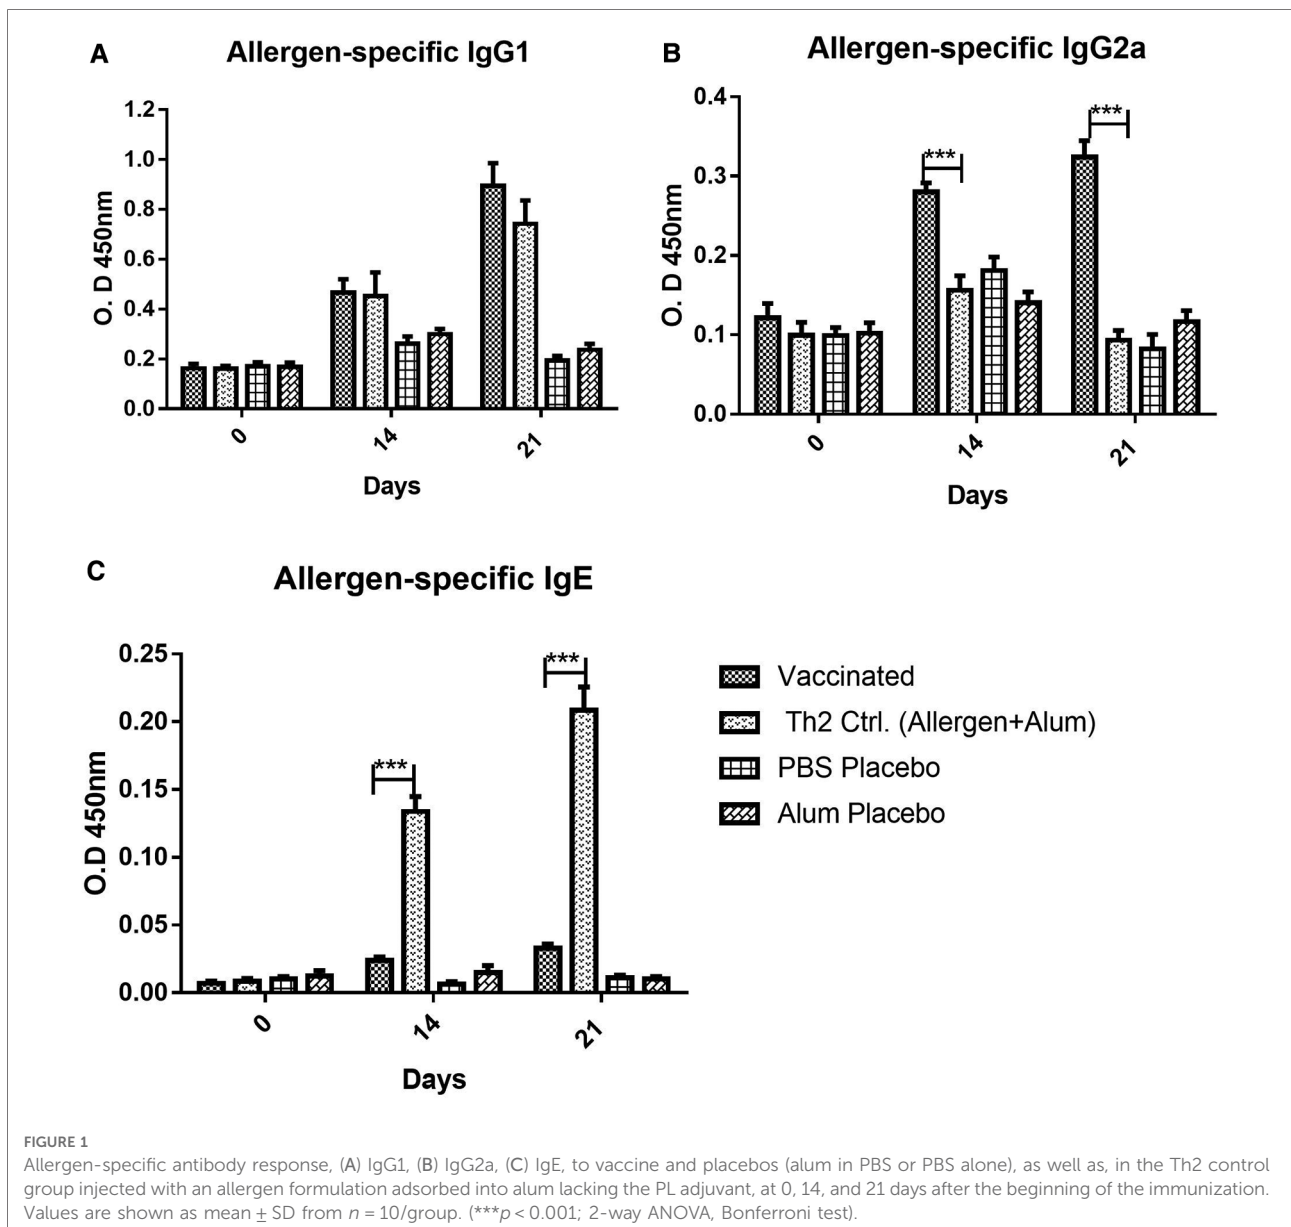 A
Allergen-specific IgG1
O. D 450nm
1.2
1.0
0.8
0.6
0.4
0.2
0.0
0
14
21
Days
B
Allergen-specific IgG2a
O. D 450nm
0.4
0.3
0.2
0.1
0.0
***
***
0
14
21
Days
C
Allergen-specific IgE
O.D 450nm
0.25
0.20
0.15
0.10
0.05
0.00
***
***
0
14
21
Days
Vaccinated
Th2 Ctrl. (Allergen+Alum)
PBS Placebo
Alum Placebo
FIGURE 1
Allergen-specific antibody response, (A) IgG1, (B) IgG2a, (C) IgE, to vaccine and placebos (alum in PBS or PBS alone), as well as, in the Th2 control
group injected with an allergen formulation adsorbed into alum lacking the PL adjuvant, at 0, 14, and 21 days after the beginning of the immunization.
Values are shown as mean ± SD from n = 10/group. (***p < 0.001; 2-way ANOVA, Bonferroni test).